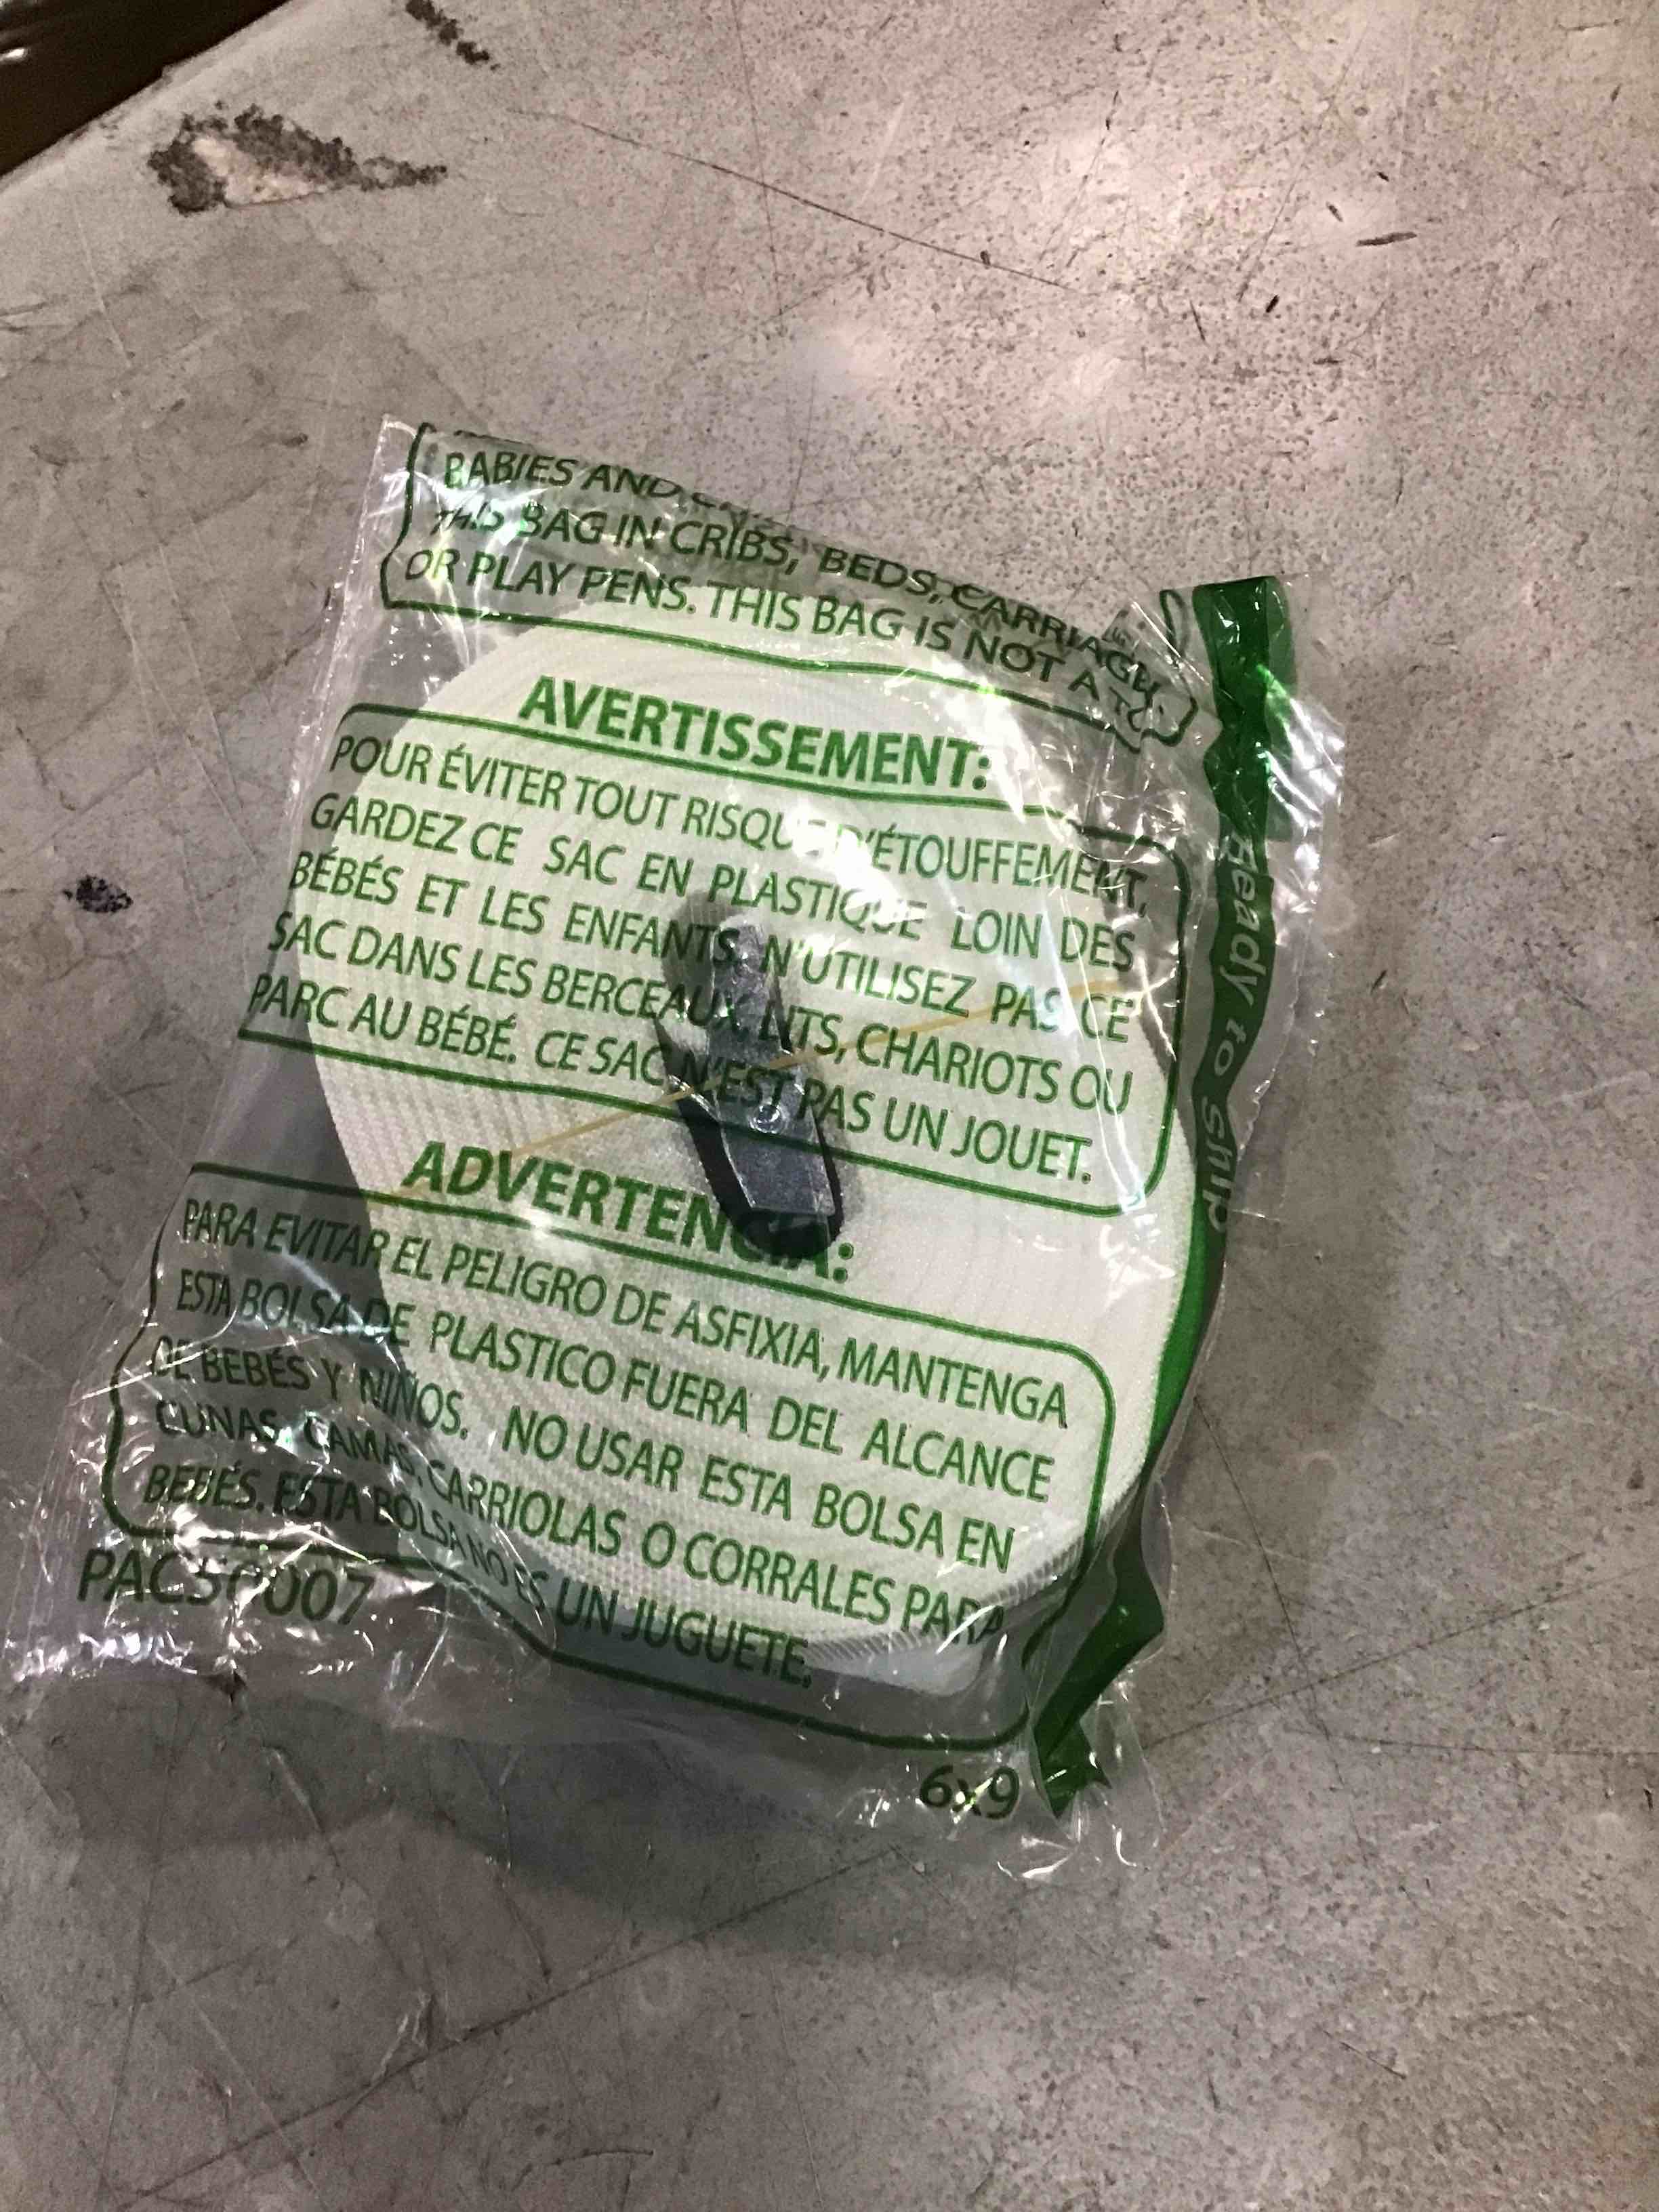 BABIES AND
THIS BAG IN CRIBS, BEDS, CARRIAGE
OR PLAY PENS. THIS BAG IS NOT A
AVERTISSEMENT:
POUR ÉVITER TOUT RISQUE D'ÉTOUFFEMENT,
GARDEZ CE SAC EN PLASTIQUE LOIN DES
BÉBÉS ET LES ENFANTS. N'UTILISEZ PAS CE
SAC DANS LES BERCEAUX, LITS, CHARIOTS OU
PARC AU BÉBÉ. CE SAC N'EST PAS UN JOUET.
ADVERTENCIA:
PARA EVITAR EL PELIGRO DE ASFIXIA, MANTENGA
ESTA BOLSA DE PLASTICO FUERA DEL ALCANCE
DE BEBÉS Y NIÑOS. NO USAR ESTA BOLSA EN
CUNAS, CAMAS, CARRIOLAS O CORRALES PARA
BEBÉS. ESTA BOLSA NO ES UN JUGUETE,
PAC50007
6x9
Ready to Ship